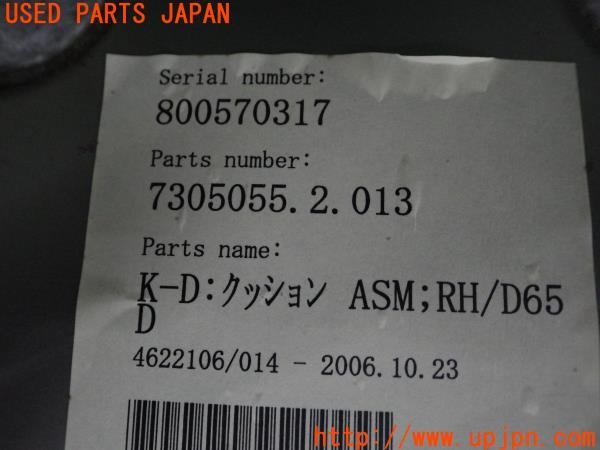 USED PARTS JAPAN
Serial number:
800570317
Parts number:
7305055.2.013
Parts name:
K-D:ｸｯｼｮﾝ ASM;RH/D65
D
4622106/014 - 2006.10.23
http://www.upjpn.com